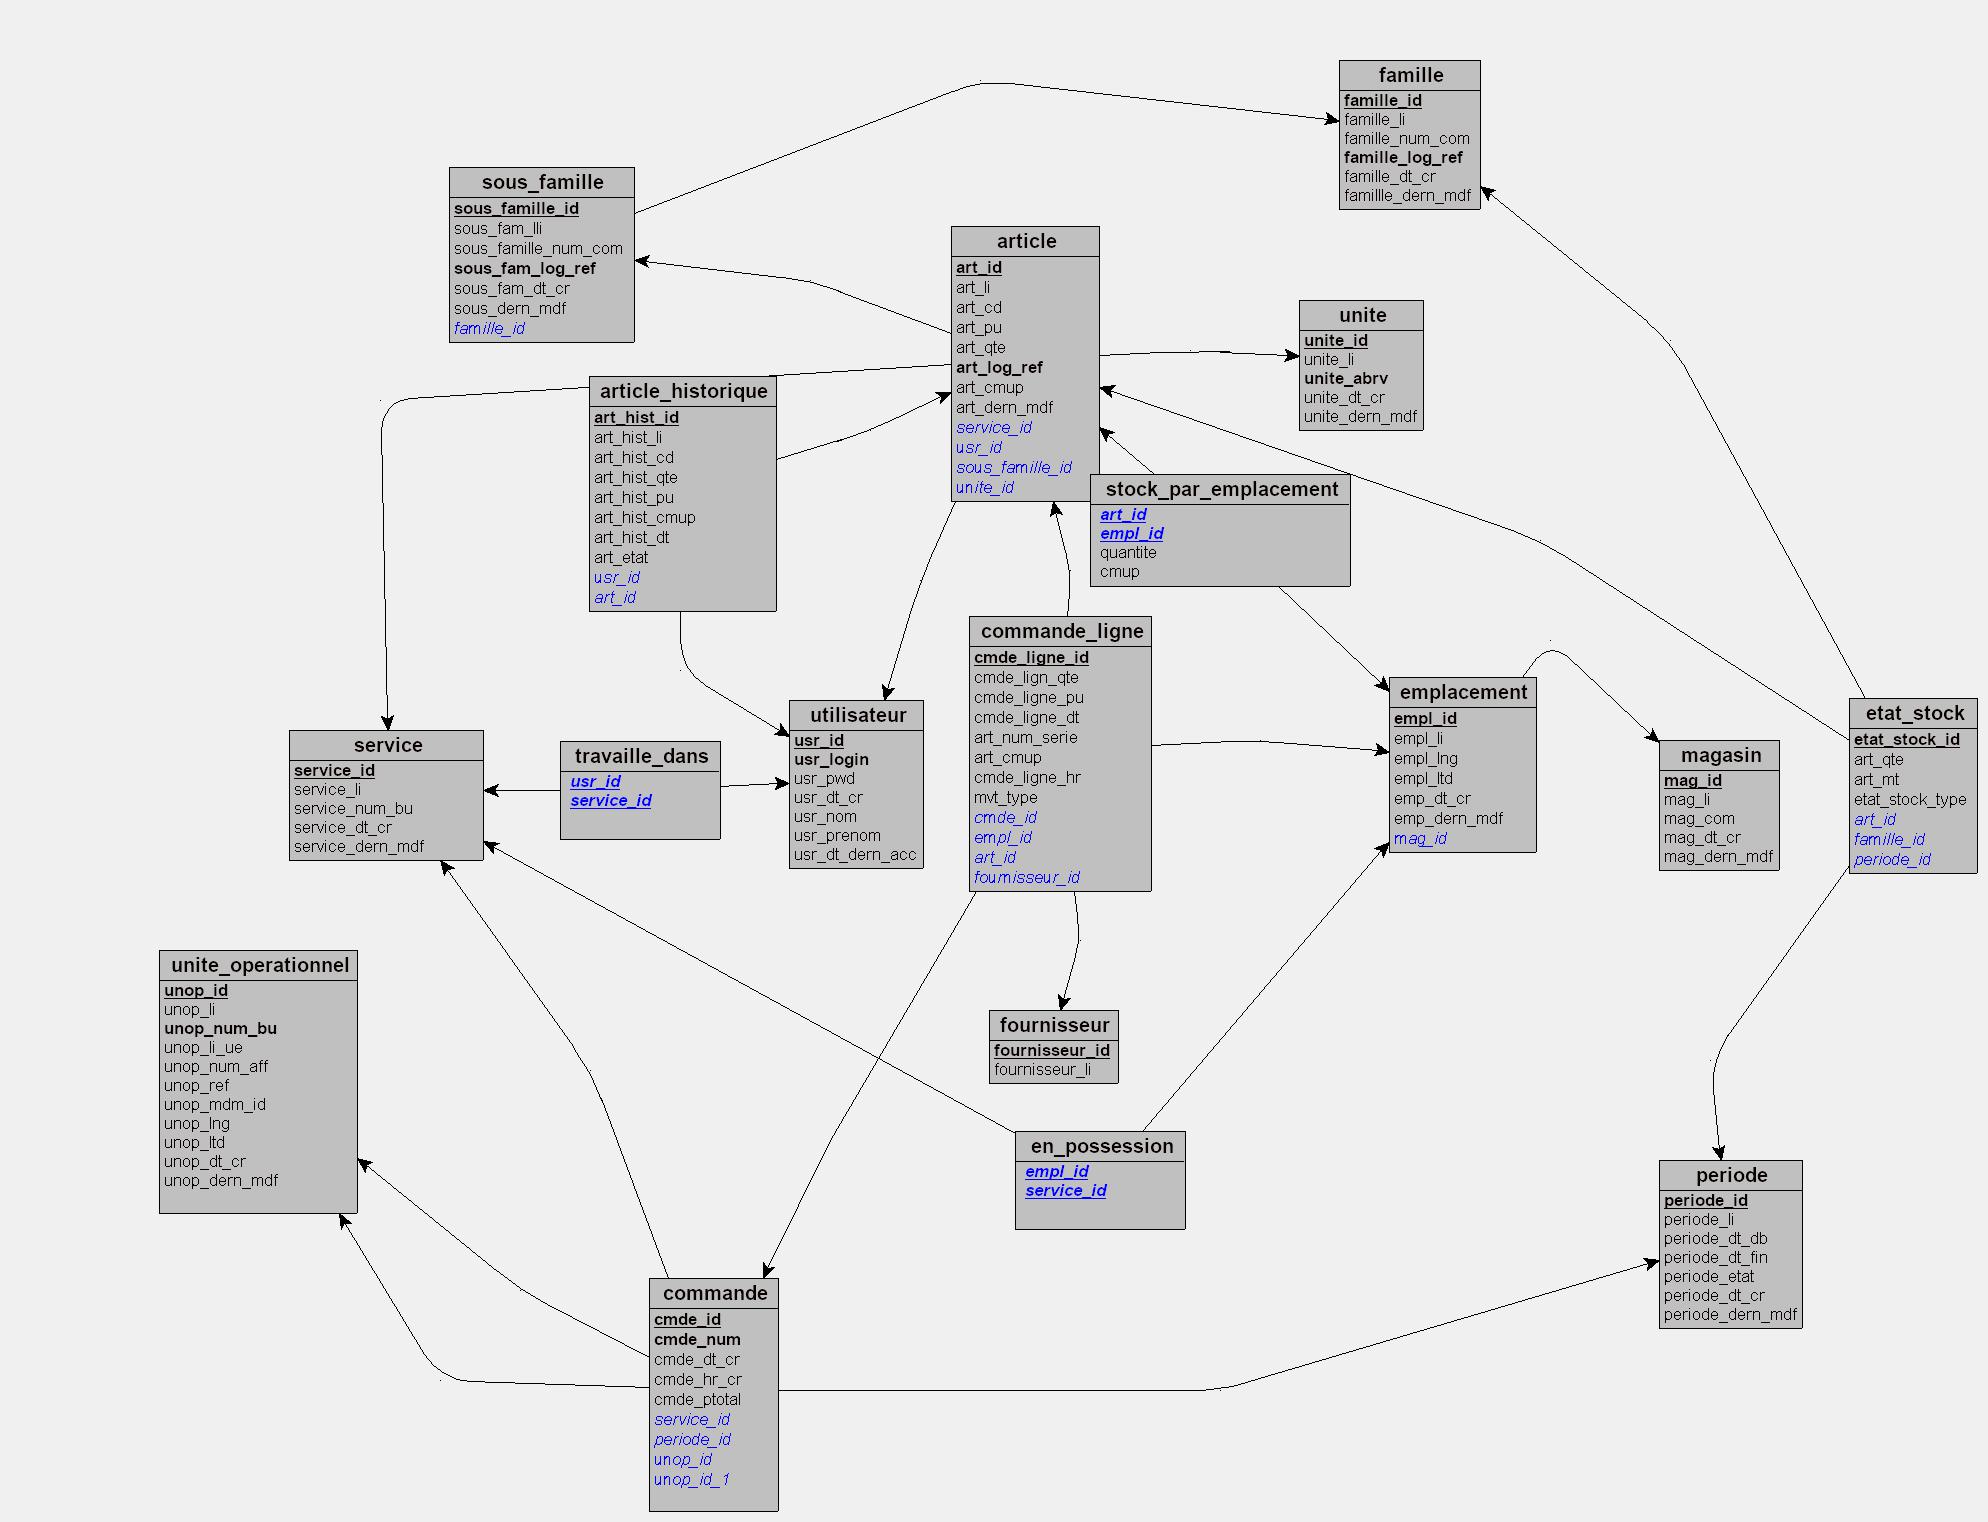 famille
famille_id
famille_li
famille_num_com
famille_log_ref
famille_dt_cr
famillle_dern_mdf
sous_famille
sous_famille_id
sous_fam_lli
sous_famille_num_com
sous_fam_log_ref
sous_fam_dt_cr
sous_dern_mdf
famille_id
article
art_id
art_li
art_cd
art_pu
art_qte
art_log_ref
art_cmup
art_dern_mdf
service_id
usr_id
sous_famille_id
unite_id
unite
unite_id
unite_li
unite_abrv
unite_dt_cr
unite_dern_mdf
article_historique
art_hist_id
art_hist_li
art_hist_cd
art_hist_qte
art_hist_pu
art_hist_cmup
art_hist_dt
art_etat
usr_id
art_id
stock_par_emplacement
art_id
empl_id
quantite
cmup
commande_ligne
cmde_ligne_id
cmde_lign_qte
cmde_ligne_pu
cmde_ligne_dt
art_num_serie
art_cmup
cmde_ligne_hr
mvt_type
cmde_id
empl_id
art_id
fournisseur_id
emplacement
empl_id
empl_li
empl_lng
empl_ltd
emp_dt_cr
emp_dern_mdf
mag_id
etat_stock
etat_stock_id
art_qte
art_mt
etat_stock_type
art_id
famille_id
periode_id
utilisateur
usr_id
usr_login
usr_pwd
usr_dt_cr
usr_nom
usr_prenom
usr_dt_dern_acc
service
service_id
service_li
service_num_bu
service_dt_cr
service_dern_mdf
travaille_dans
usr_id
service_id
magasin
mag_id
mag_li
mag_com
mag_dt_cr
mag_dern_mdf
unite_operationnel
unop_id
unop_li
unop_num_bu
unop_li_ue
unop_num_aff
unop_ref
unop_mdm_id
unop_lng
unop_ltd
unop_dt_cr
unop_dern_mdf
fournisseur
fournisseur_id
fournisseur_li
en_possession
empl_id
service_id
periode
periode_id
periode_li
periode_dt_db
periode_dt_fin
periode_etat
periode_dt_cr
periode_dern_mdf
commande
cmde_id
cmde_num
cmde_dt_cr
cmde_hr_cr
cmde_ptotal
service_id
periode_id
unop_id
unop_id_1